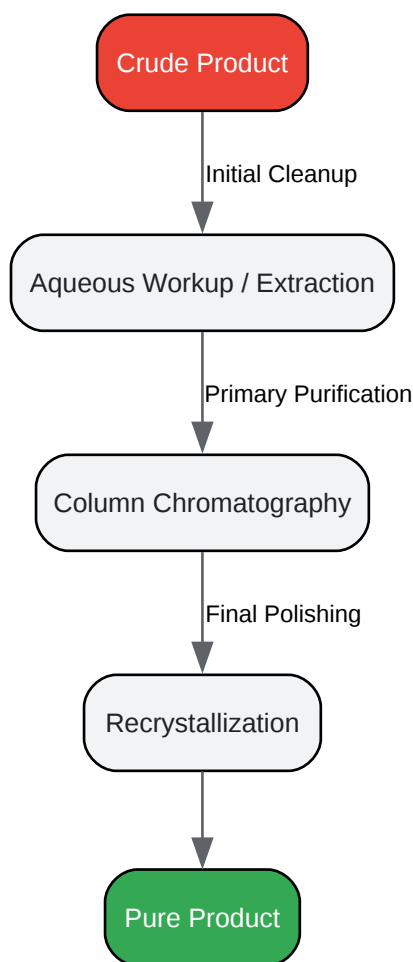 Crude Product
Initial Cleanup
Aqueous Workup / Extraction
Primary Purification
Column Chromatography
Final Polishing
Recrystallization
Pure Product